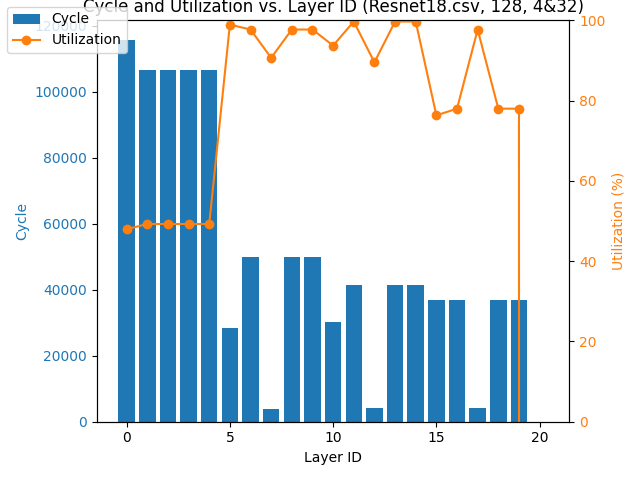 Cycle and Utilization vs. Layer ID (Resnet18.csv, 128, 4&32)
Cycle
Utilization
120000
100000
80000
60000
40000
20000
0
Cycle
100
80
60
40
20
0
Utilization (%)
0 5 10 15 20
Layer ID